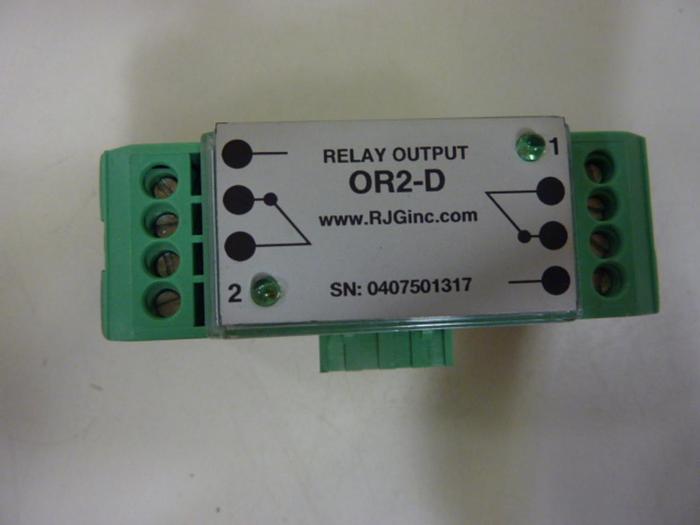 RELAY OUTPUT
1
OR2-D
www.RJGinc.com
2
SN: 0407501317